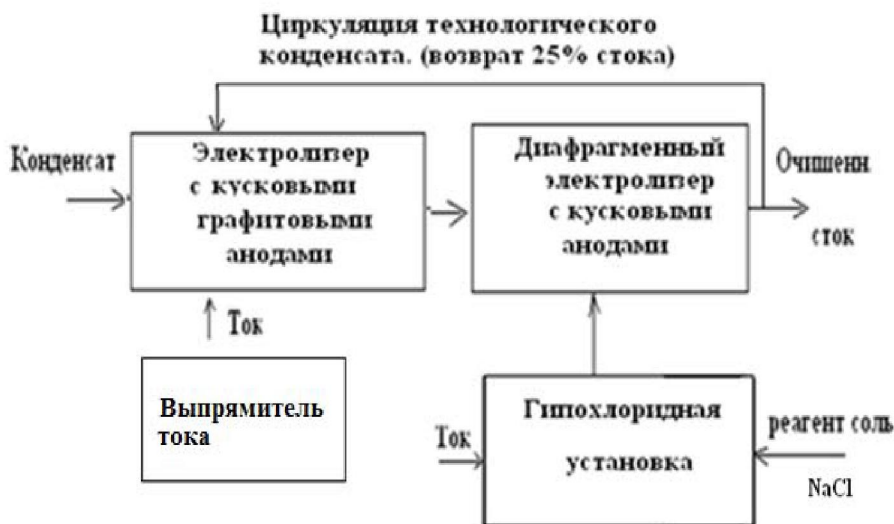 Циркуляция технологического
конденсата. (возврат 25% стока)
Конденсат
Электролизер
с кусковыми
графитовыми
анодами
Диафрагменный
электролизер
с кусковыми
анодами
Очишенн
сток
Ток
Выпрямитель
тока
Ток
Гипохлоридная
установка
реагент соль
NaCl